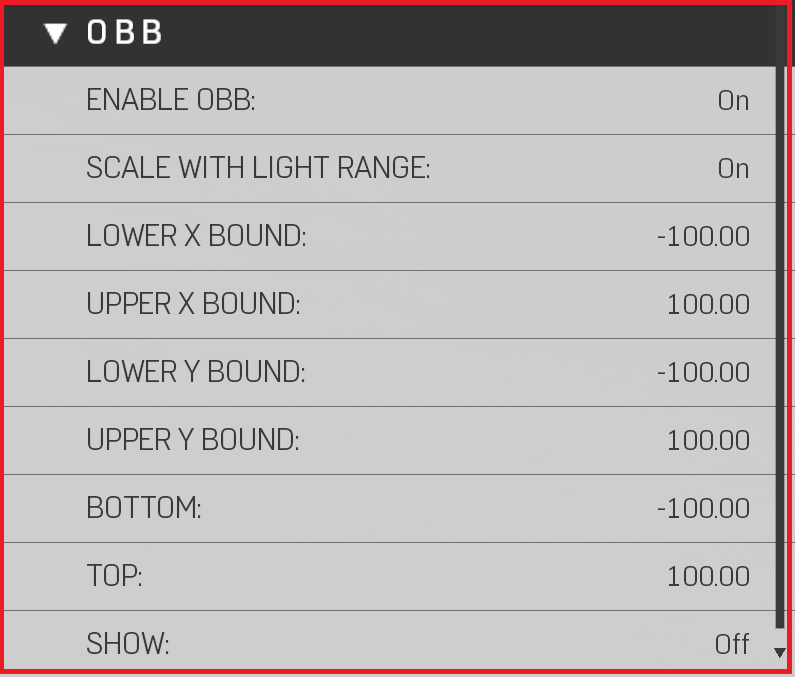 OBB
ENABLE OBB: On
SCALE WITH LIGHT RANGE: On
LOWER X BOUND: -100.00
UPPER X BOUND: 100.00
LOWER Y BOUND: -100.00
UPPER Y BOUND: 100.00
BOTTOM: -100.00
TOP: 100.00
SHOW: Off